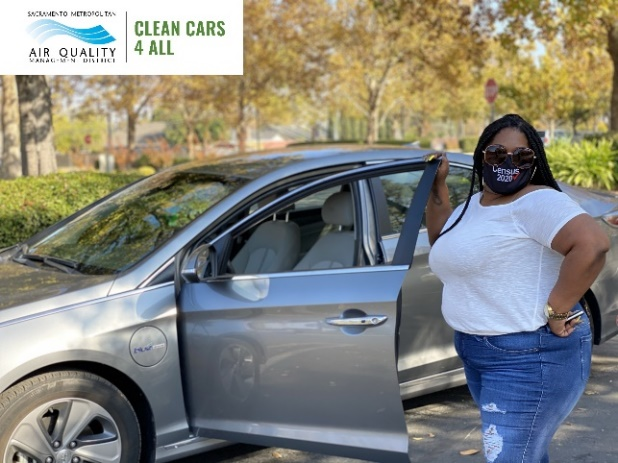 SACRAMENTO METROPOLITAN
AIR QUALITY
MANAGEMENT DISTRICT
CLEAN CARS
4 ALL
Census
2020